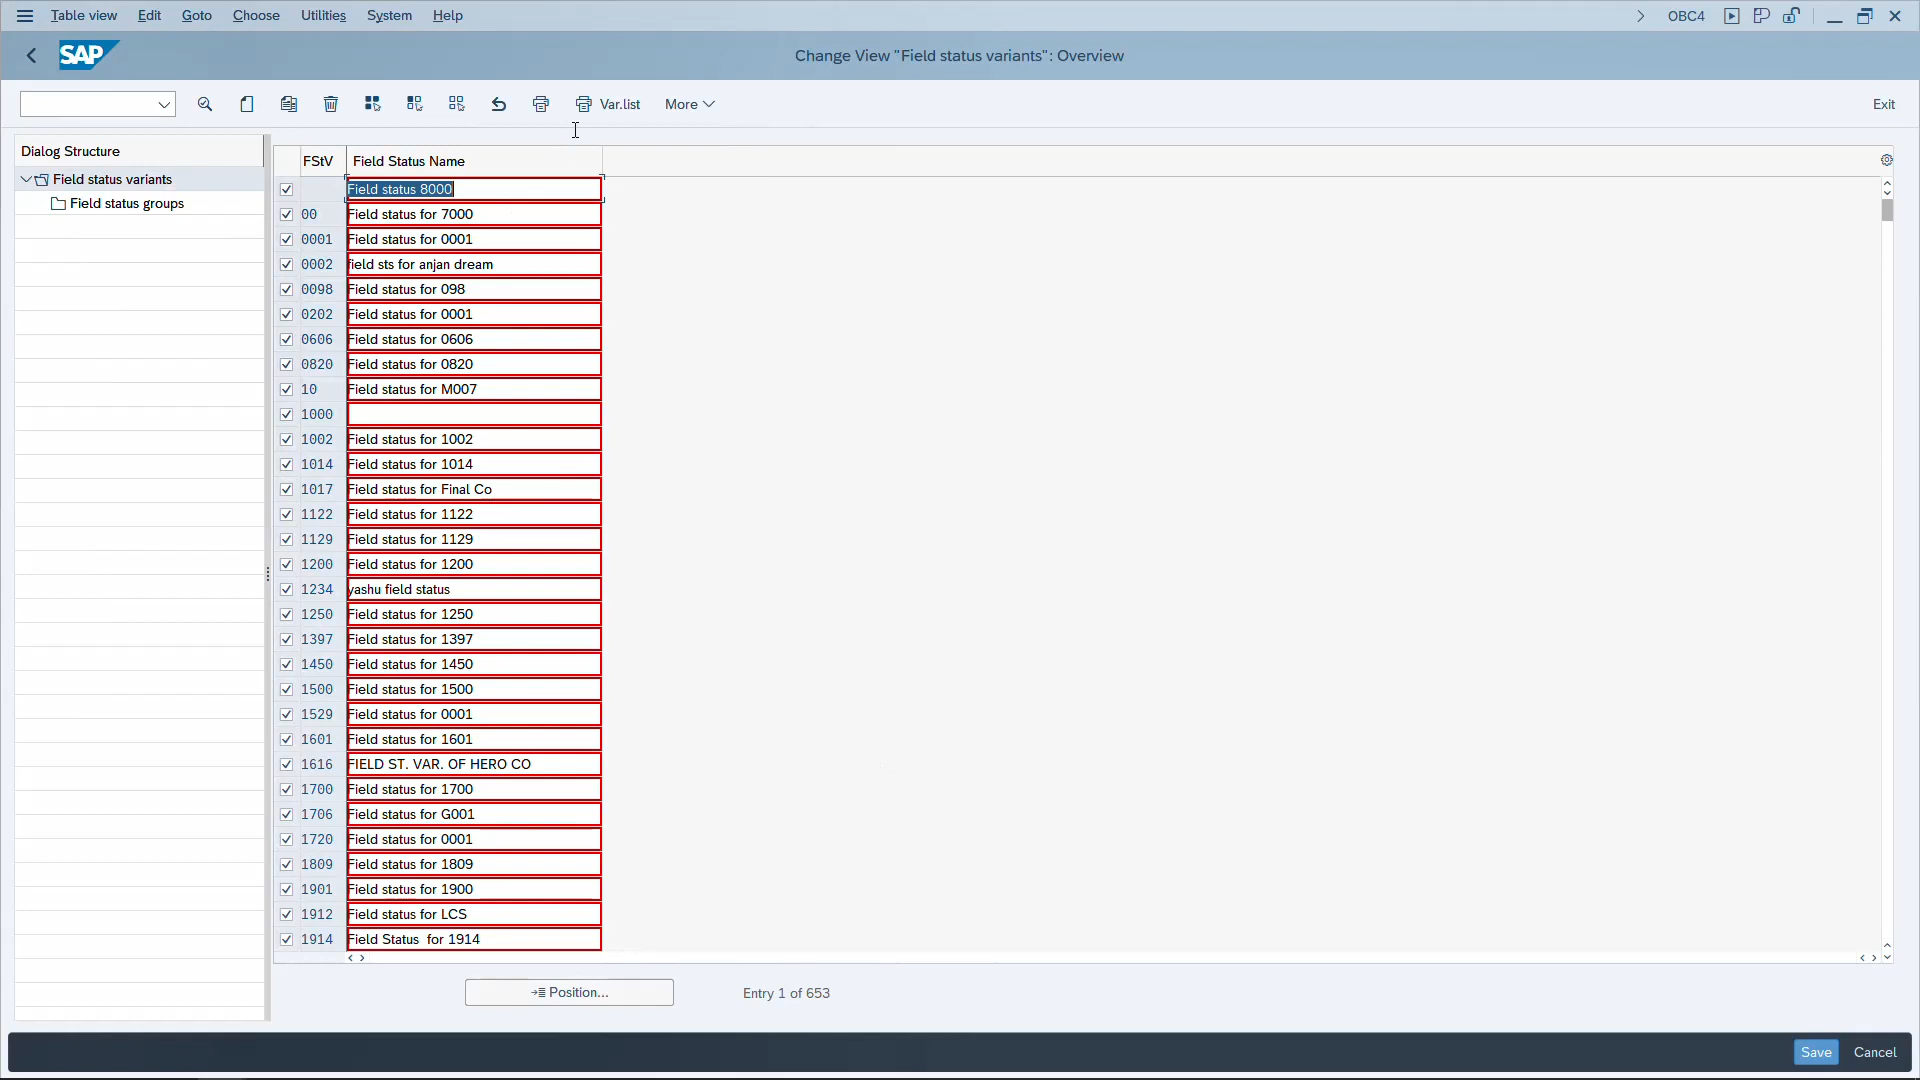 Table view Edit Goto Choose Utilities System Help OBC4
SAP Change View "Field status variants": Overview
Var.list More Exit
Dialog Structure
Field status variants
Field status groups
FStV Field Status Name
Field status 8000
00 Field status for 7000
0001 Field status for 0001
0002 field sts for anjan dream
0098 Field status for 098
0202 Field status for 0001
0606 Field status for 0606
0820 Field status for 0820
10 Field status for M007
1000
1002 Field status for 1002
1014 Field status for 1014
1017 Field status for Final Co
1122 Field status for 1122
1129 Field status for 1129
1200 Field status for 1200
1234 yashu field status
1250 Field status for 1250
1397 Field status for 1397
1450 Field status for 1450
1500 Field status for 1500
1529 Field status for 0001
1601 Field status for 1601
1616 FIELD ST. VAR. OF HERO CO
1700 Field status for 1700
1706 Field status for G001
1720 Field status for 0001
1809 Field status for 1809
1901 Field status for 1900
1912 Field status for LCS
1914 Field Status  for 1914
Position... Entry 1 of 653
Save Cancel